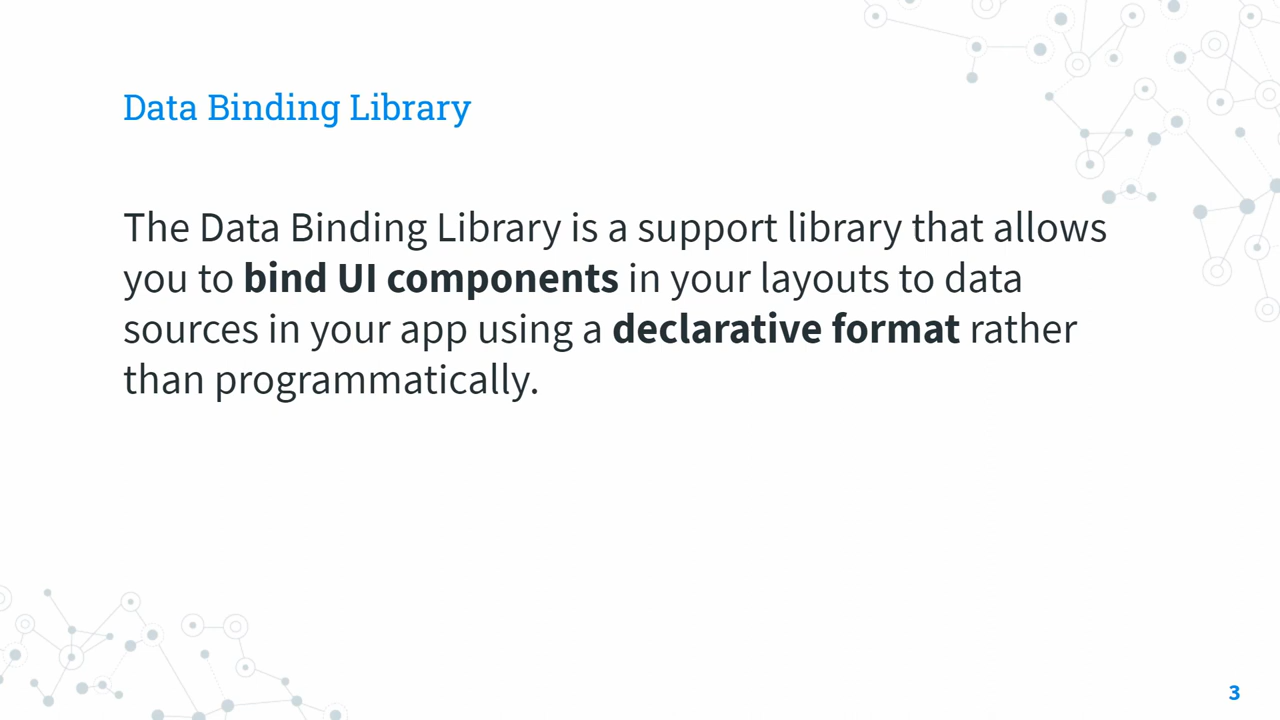 Data Binding Library
The Data Binding Library is a support library that allows
you to bind UI components in your layouts to data
sources in your app using a declarative format rather
than programmatically.
3